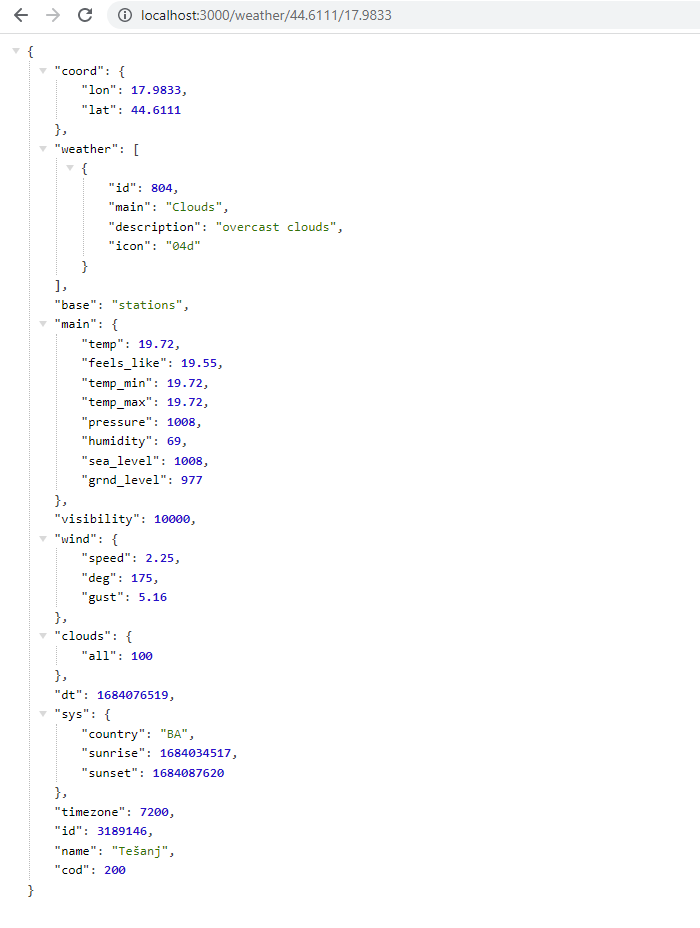 localhost:3000/weather/44.6111/17.9833
{
"coord": {
"lon": 17.9833,
"lat": 44.6111
},
"weather": [
{
"id": 804,
"main": "Clouds",
"description": "overcast clouds",
"icon": "04d"
}
],
"base": "stations",
"main": {
"temp": 19.72,
"feels_like": 19.55,
"temp_min": 19.72,
"temp_max": 19.72,
"pressure": 1008,
"humidity": 69,
"sea_level": 1008,
"grnd_level": 977
},
"visibility": 10000,
"wind": {
"speed": 2.25,
"deg": 175,
"gust": 5.16
},
"clouds": {
"all": 100
},
"dt": 1684076519,
"sys": {
"country": "BA",
"sunrise": 1684034517,
"sunset": 1684087620
},
"timezone": 7200,
"id": 3189146,
"name": "Tešanj",
"cod": 200
}